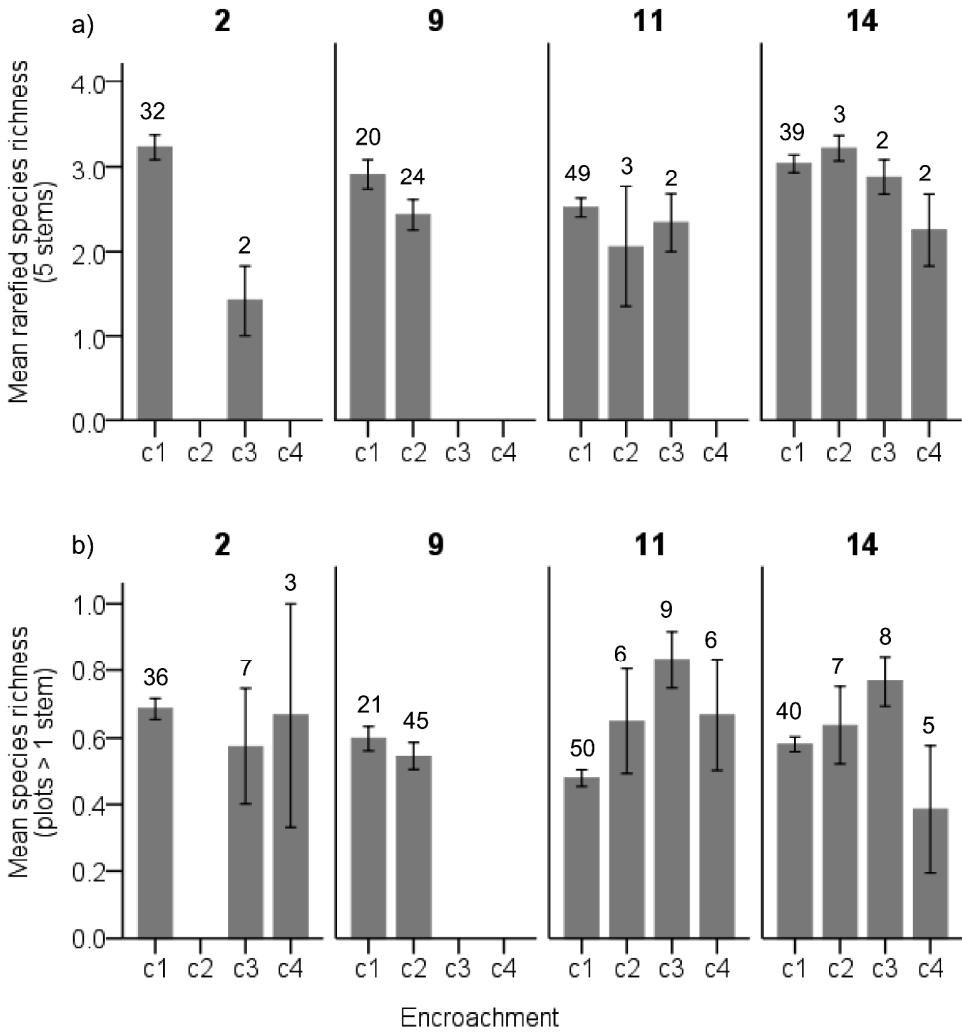 a)
2 9 11 14
Mean rarefied species richness
(5 stems)
4.0
3.0
2.0
1.0
0.0
32 2
20 24
49 3 2
39 3 2 2
c1 c2 c3 c4 c1 c2 c3 c4 c1 c2 c3 c4 c1 c2 c3 c4
b)
2 9 11 14
Mean species richness
(plots > 1 stem)
1.0
0.8
0.6
0.4
0.2
0.0
36 7 3
21 45
50 6 9 6
40 7 8 5
c1 c2 c3 c4 c1 c2 c3 c4 c1 c2 c3 c4 c1 c2 c3 c4
Encroachment